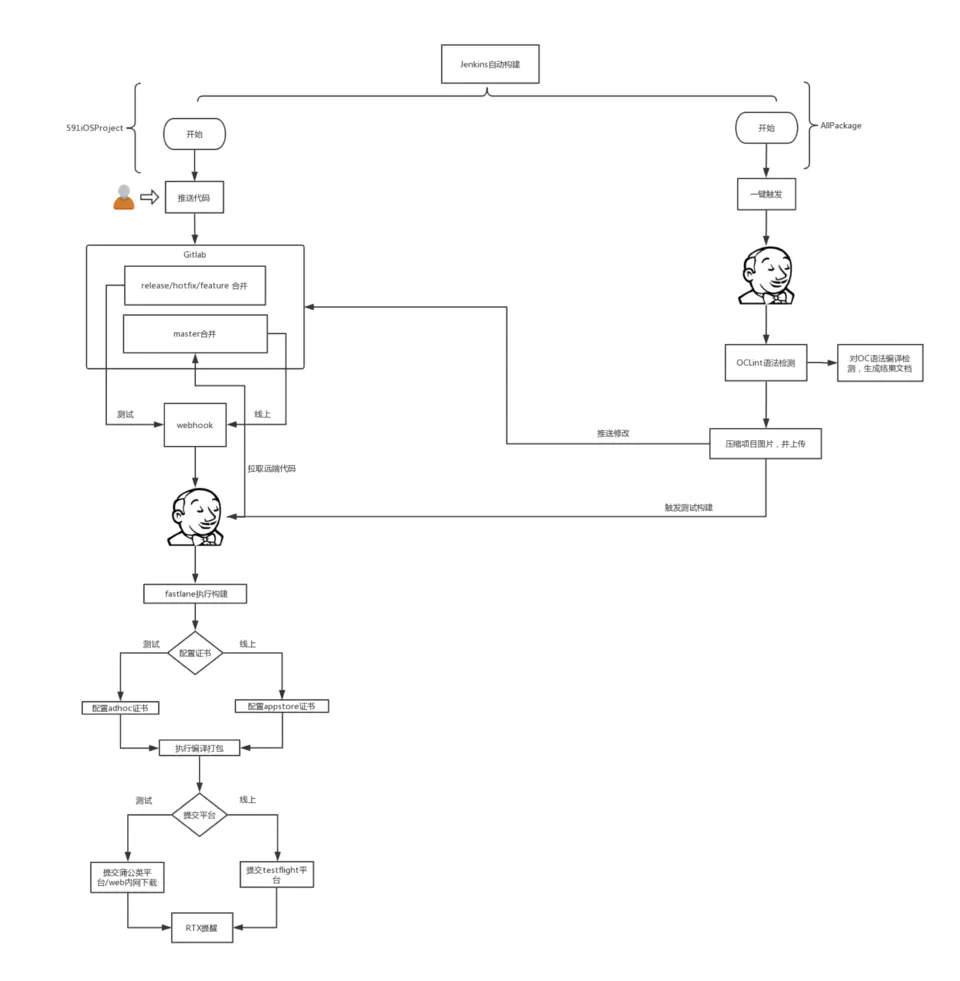 Jenkins自动构建
591iOSProject
开始
开始
AllPackage
推送代码
一键触发
Gitlab
release/hotfix/feature 合并
master合并
OCLint语法检测
对OC语法编译检
测，生成结果文档
测试
webhook
线上
推送修改
压缩项目图片，并上传
拉取远端代码
触发测试构建
fastlane执行构建
测试
配置证书
线上
配置adhoc证书
配置appstore证书
执行编译打包
测试
提交平台
线上
提交蒲公类平
台/web内网下载
提交testflight平
台
RTX提醒